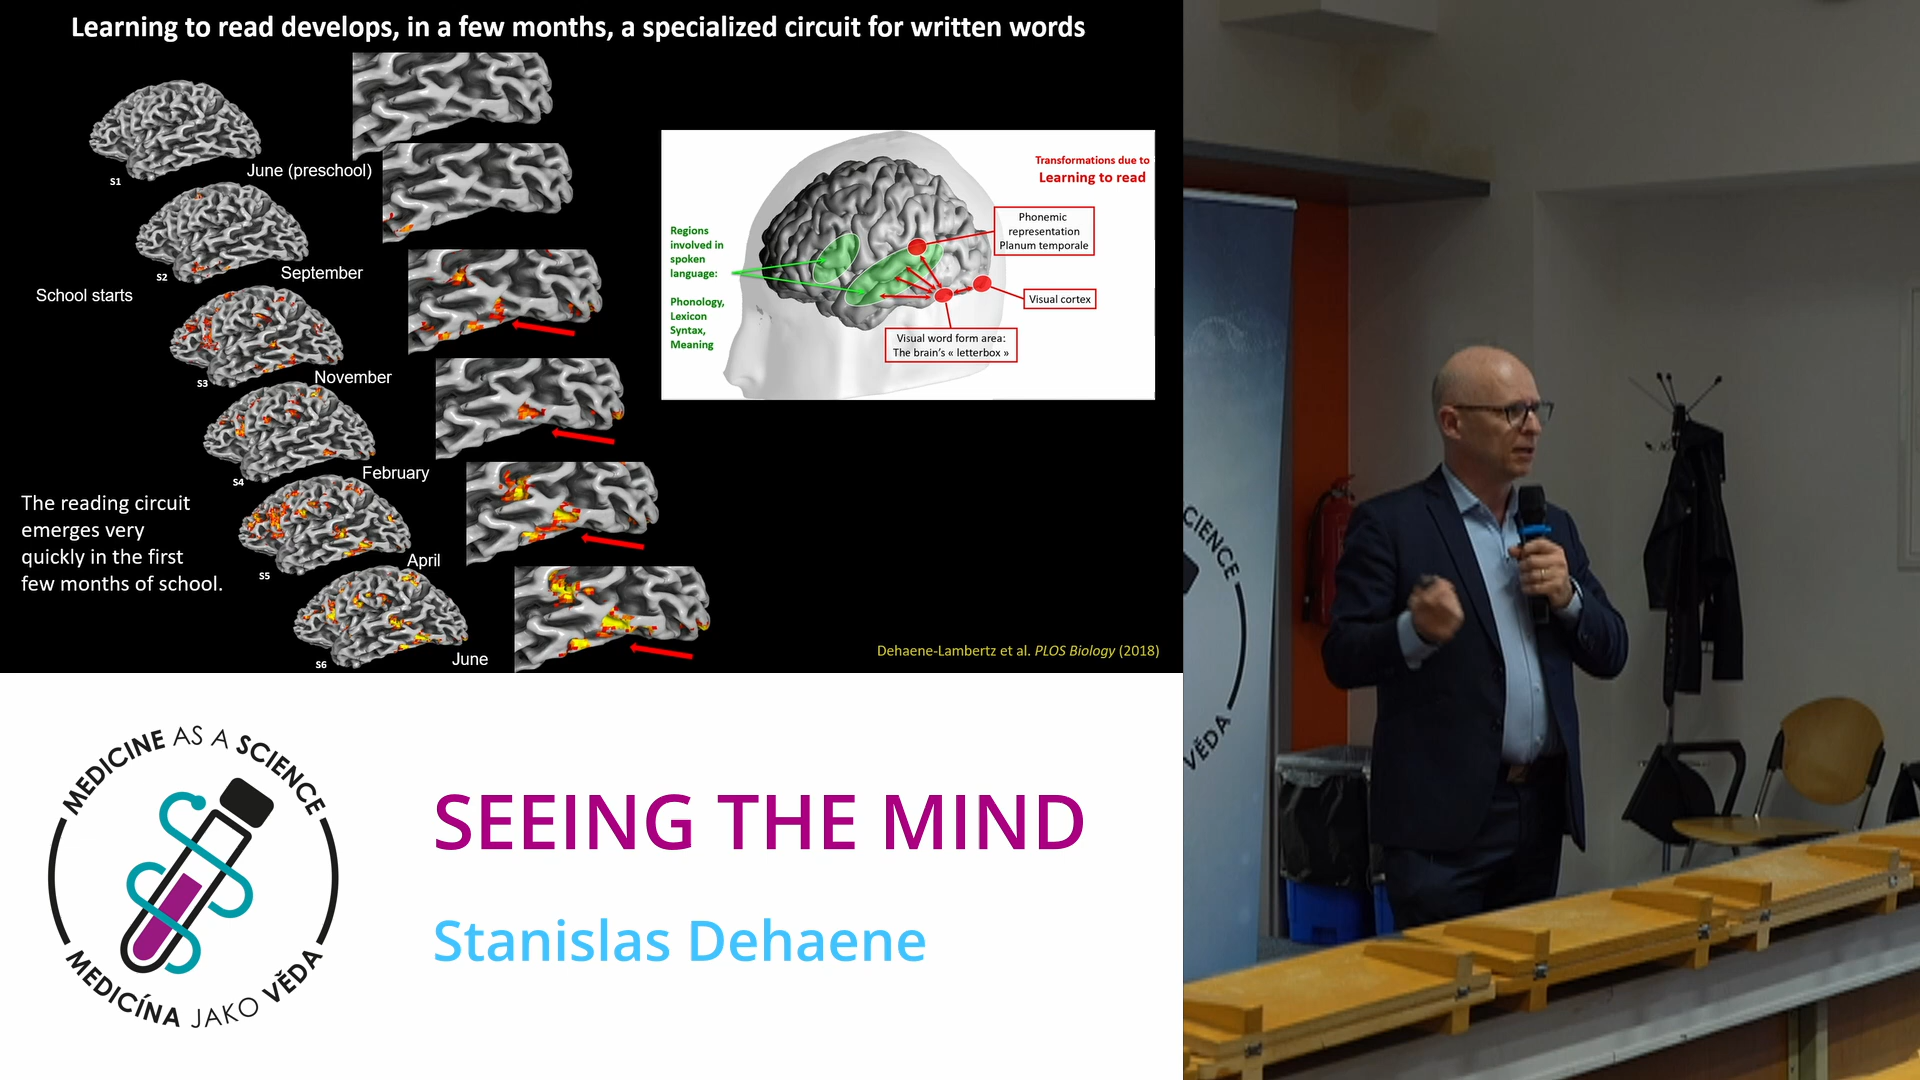 Learning to read develops, in a few months, a specialized circuit for written words
S1
June (preschool)
S2
September
School starts
S3
November
S4
February
The reading circuit
emerges very
quickly in the first
few months of school.
S5
April
S6
June
Transformations due to
Learning to read
Regions
involved in
spoken
language:
Phonology,
Lexicon
Syntax,
Meaning
Phonemic
representation
Planum temporale
Visual cortex
Visual word form area:
The brain's « letterbox »
Dehaene-Lambertz et al. PLOS Biology (2018)
MEDICINE AS A SCIENCE
MEDICÍNA JAKO VĚDA
SEEING THE MIND
Stanislas Dehaene
CIENCE
VĚDA